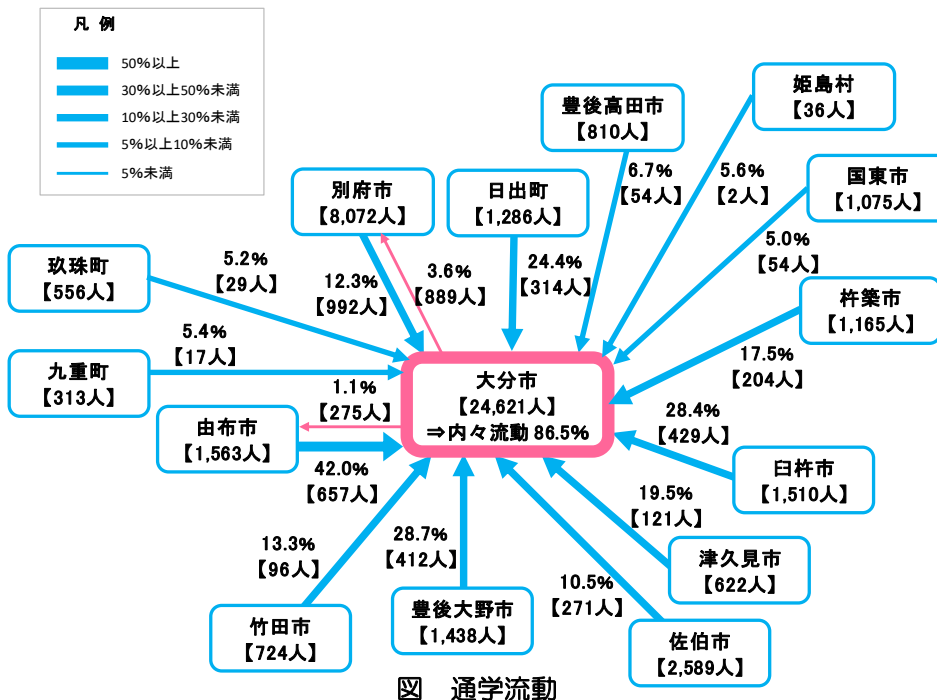 凡 例
50%以上
30%以上50%未満
10%以上30%未満
5%以上10%未満
5%未満
姫島村
【36人】
豊後高田市
【810人】
国東市
【1,075人】
別府市
【8,072人】
日出町
【1,286人】
6.7%
【54人】
5.6%
【2人】
5.0%
【54人】
玖珠町
【556人】
5.2%
【29人】
12.3%
【992人】
3.6%
【889人】
24.4%
【314人】
杵築市
【1,165人】
17.5%
【204人】
九重町
【313人】
5.4%
【17人】
大分市
【24,621人】
⇒内々流動 86.5%
1.1%
【275人】
由布市
【1,563人】
42.0%
【657人】
28.4%
【429人】
臼杵市
【1,510人】
19.5%
【121人】
津久見市
【622人】
13.3%
【96人】
28.7%
【412人】
10.5%
【271人】
竹田市
【724人】
豊後大野市
【1,438人】
佐伯市
【2,589人】
図 通学流動